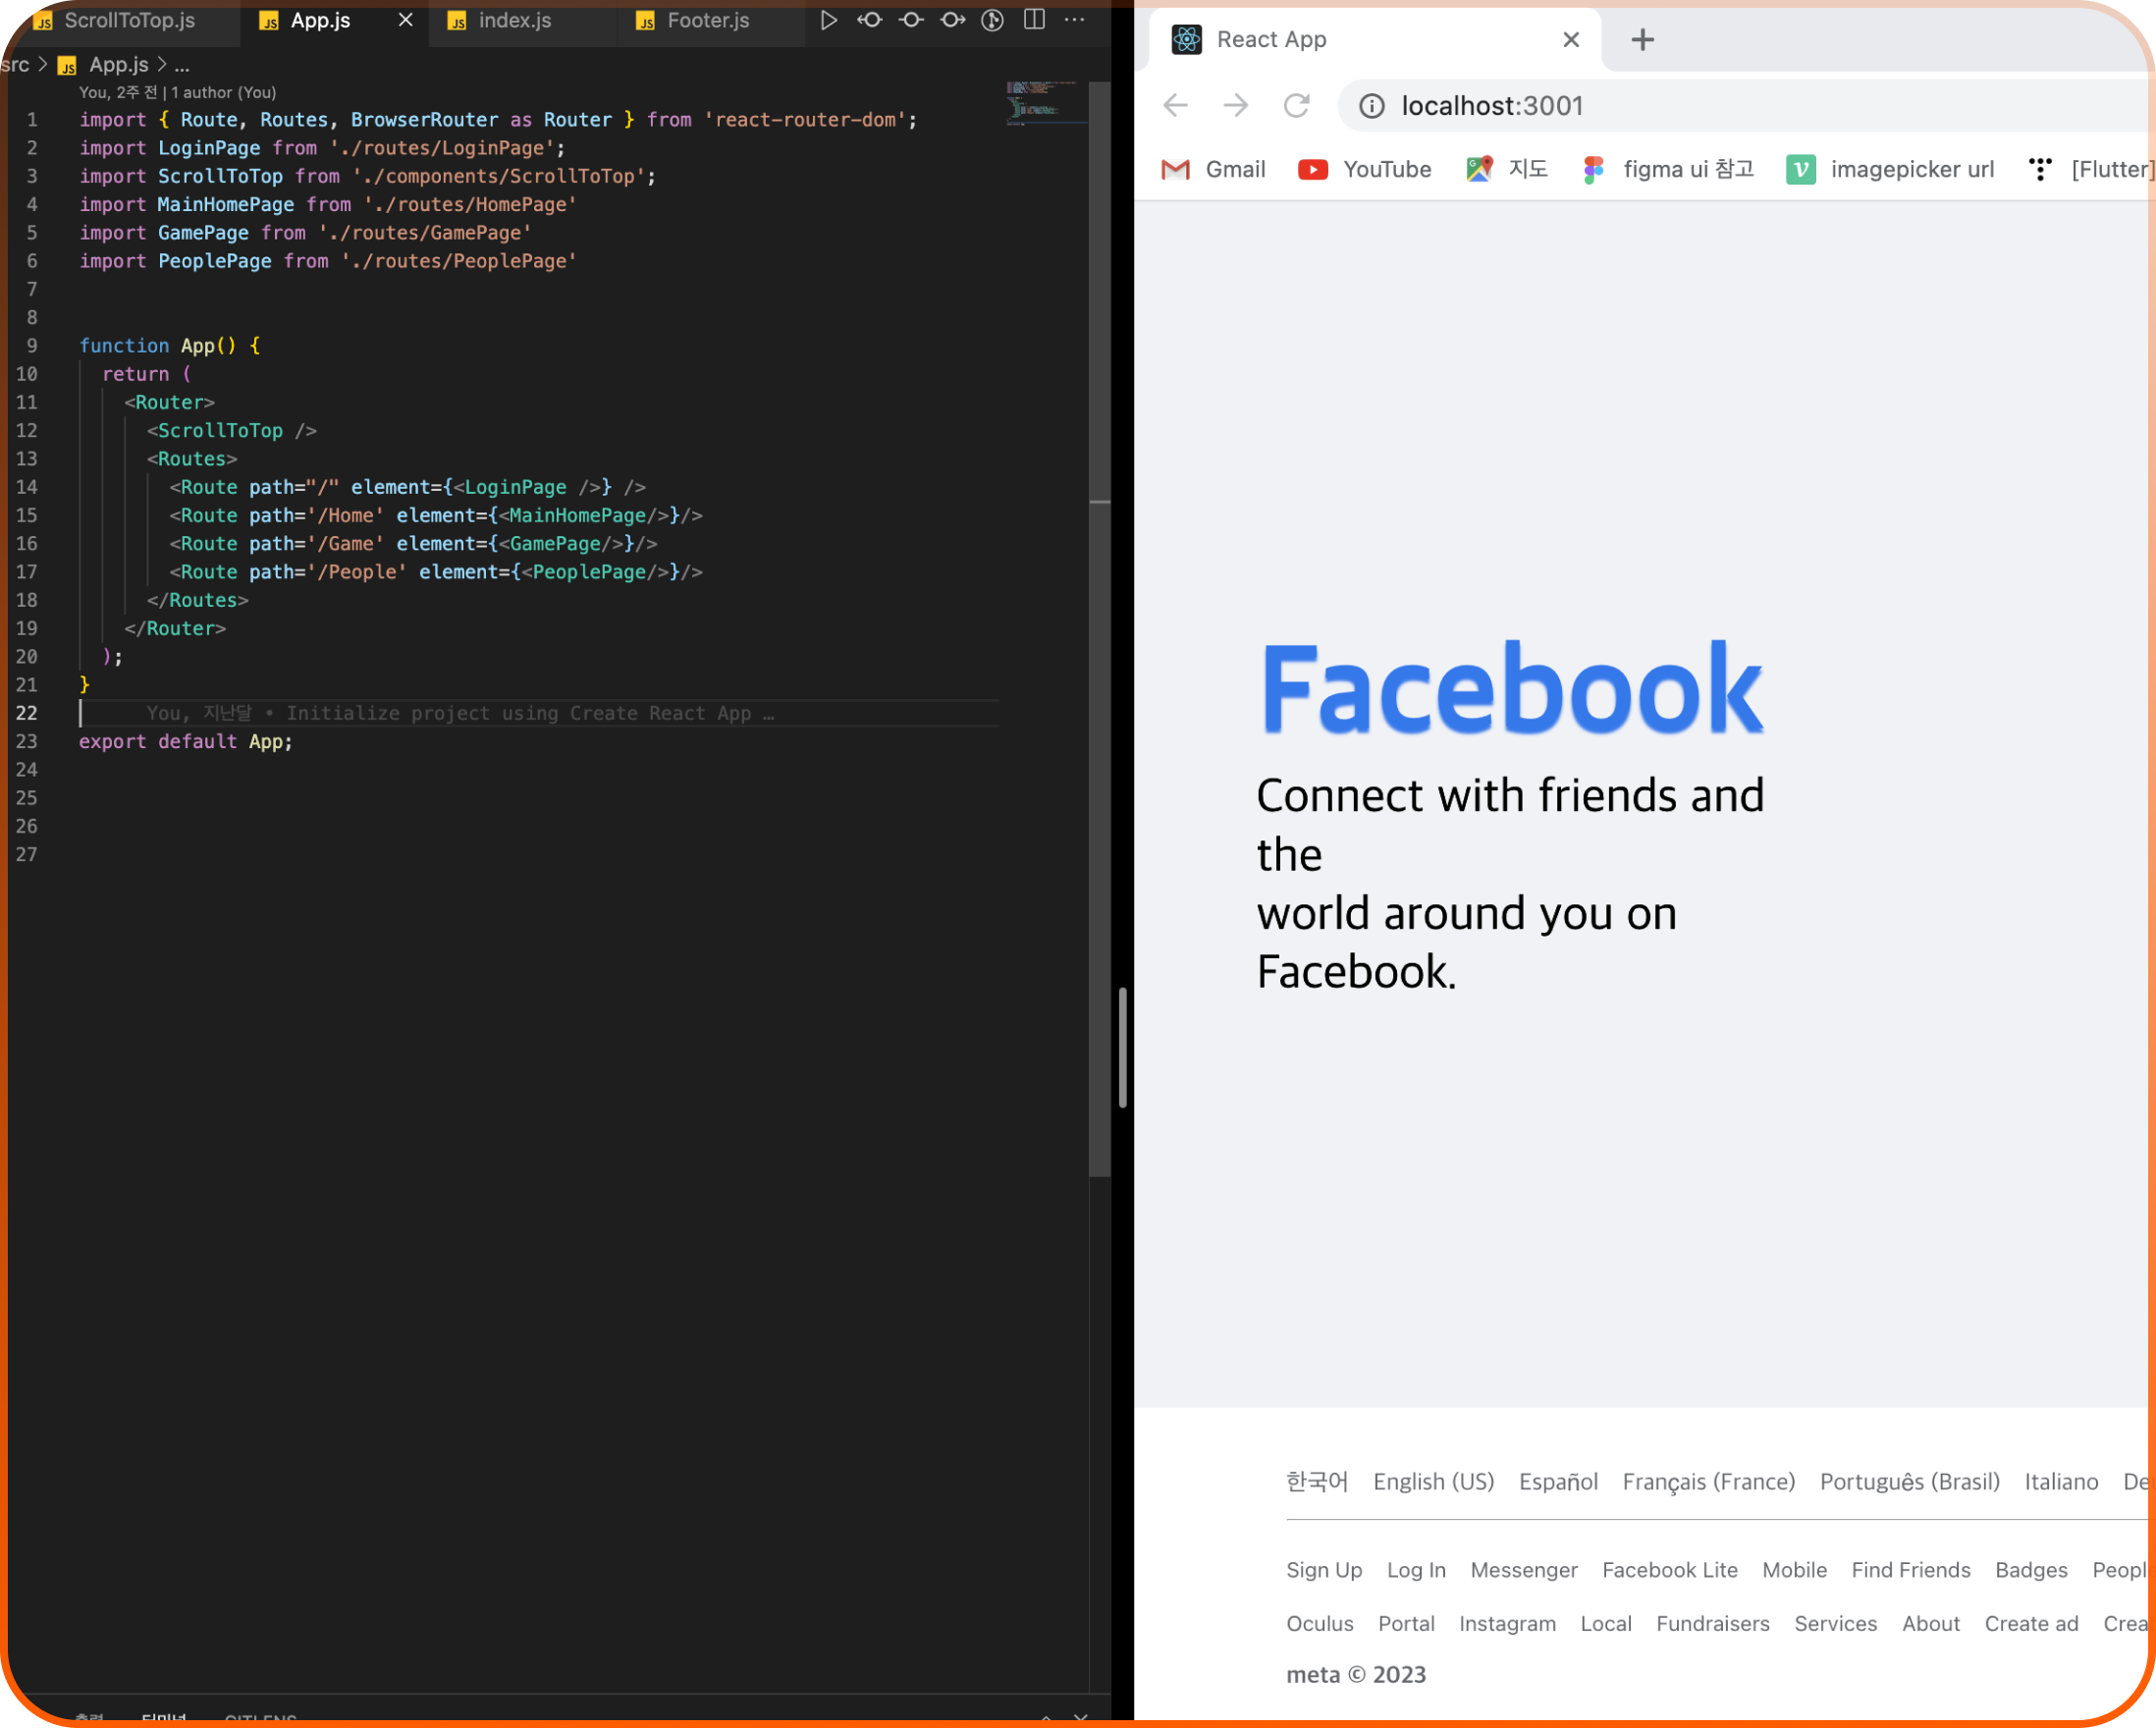 ScrollToTop.js App.js index.js Footer.js
src > App.js > ...
You, 2주 전 | 1 author (You)
1 import { Route, Routes, BrowserRouter as Router } from 'react-router-dom';
2 import LoginPage from './routes/LoginPage';
3 import ScrollToTop from './components/ScrollToTop';
4 import MainHomePage from './routes/HomePage'
5 import GamePage from './routes/GamePage'
6 import PeoplePage from './routes/PeoplePage'
7
8
9 function App() {
10 return (
11 <Router>
12 <ScrollToTop />
13 <Routes>
14 <Route path="/" element={<LoginPage />} />
15 <Route path='/Home' element={<MainHomePage/>}/>
16 <Route path='/Game' element={<GamePage/>}/>
17 <Route path='/People' element={<PeoplePage/>}/>
18 </Routes>
19 </Router>
20 );
21 }
22 You, 지난달 • Initialize project using Create React App …
23 export default App;
24
25
26
27
출력 터미널 GITLENS
React App
localhost:3001
Gmail YouTube 지도 figma ui 참고 imagepicker url [Flutter]
Facebook
Connect with friends and
the
world around you on
Facebook.
한국어 English (US) Español Français (France) Português (Brasil) Italiano De
Sign Up Log In Messenger Facebook Lite Mobile Find Friends Badges People
Oculus Portal Instagram Local Fundraisers Services About Create ad Crea
meta © 2023